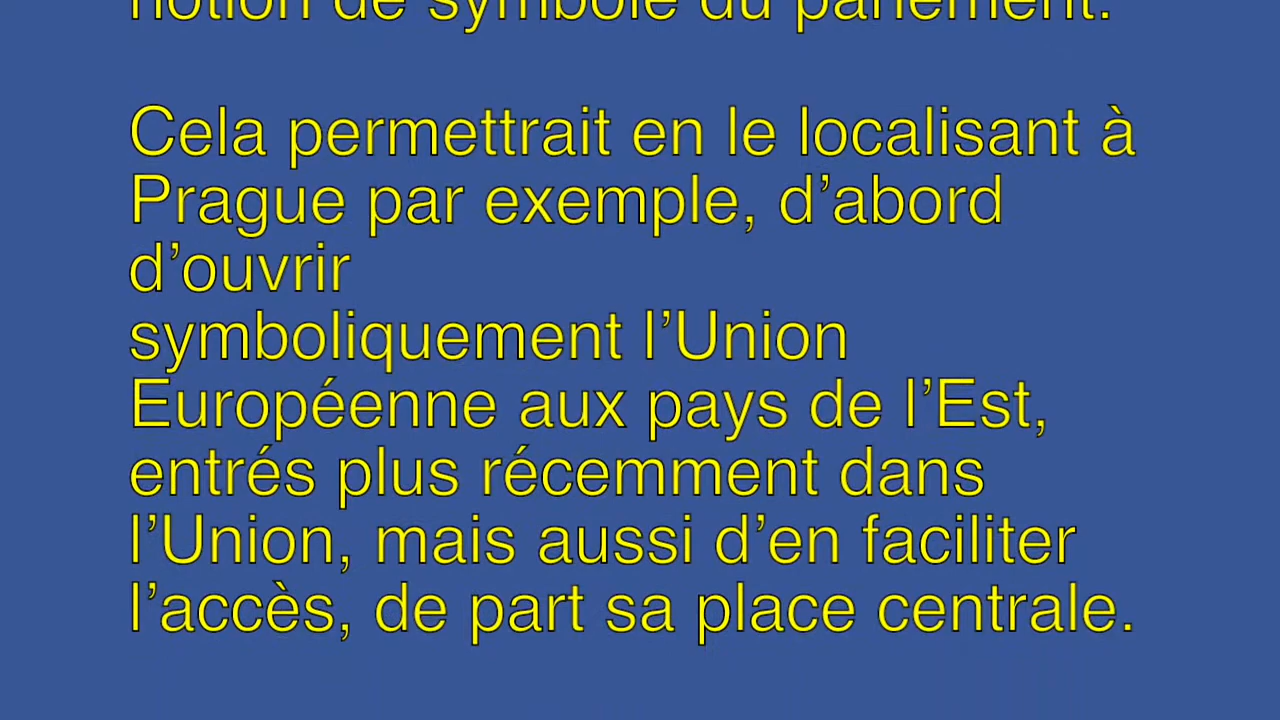 notion de symbole du parlement.
Cela permettrait en le localisant à
Prague par exemple, d’abord
d’ouvrir
symboliquement l’Union
Européenne aux pays de l’Est,
entrés plus récemment dans
l’Union, mais aussi d’en faciliter
l’accès, de part sa place centrale.